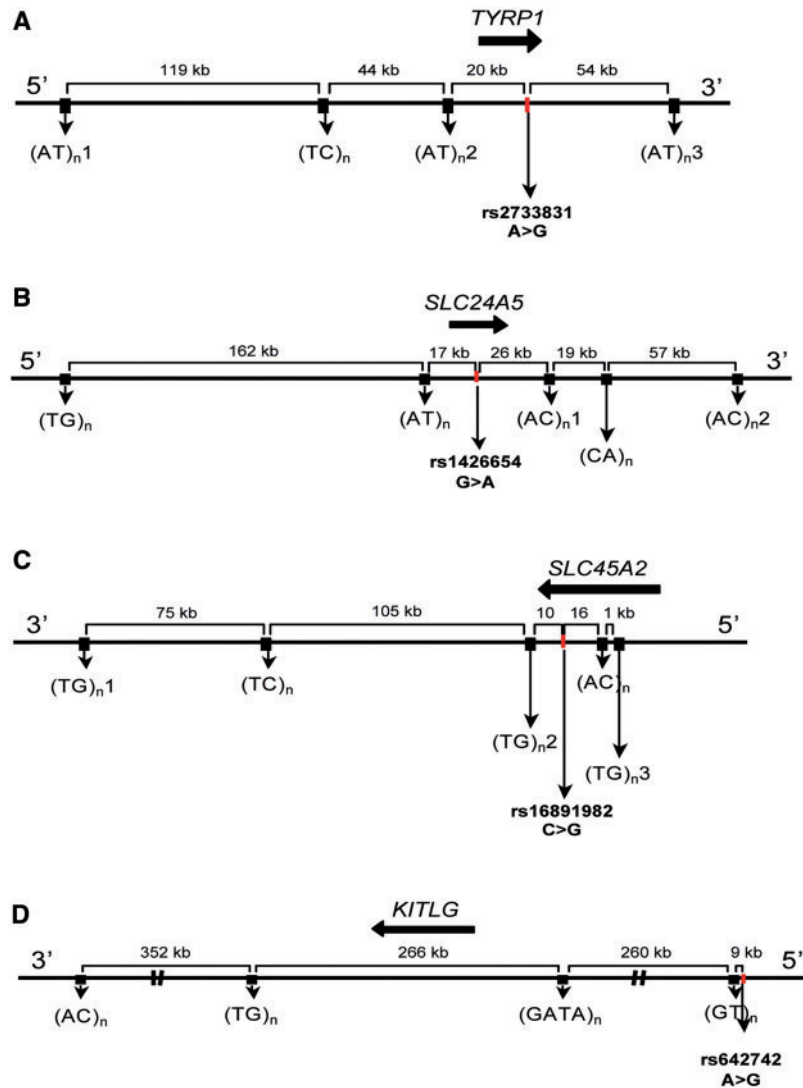 A
TYRP1
119 kb 44 kb 20 kb 54 kb
5’ 3’
(AT)n1 (TC)n (AT)n2 (AT)n3
rs2733831
A>G
B
SLC24A5
162 kb 17 kb 26 kb 19 kb 57 kb
5’ 3’
(TG)n (AT)n (AC)n1 (AC)n2
(CA)n
rs1426654
G>A
C
SLC45A2
75 kb 105 kb 10 16 1 kb
3’ 5’
(TG)n1 (TC)n (AC)n
(TG)n2 (TG)n3
rs16891982
C>G
D
KITLG
352 kb 266 kb 260 kb 9 kb
3’ 5’
(AC)n (TG)n (GATA)n (GT)n
rs642742
A>G